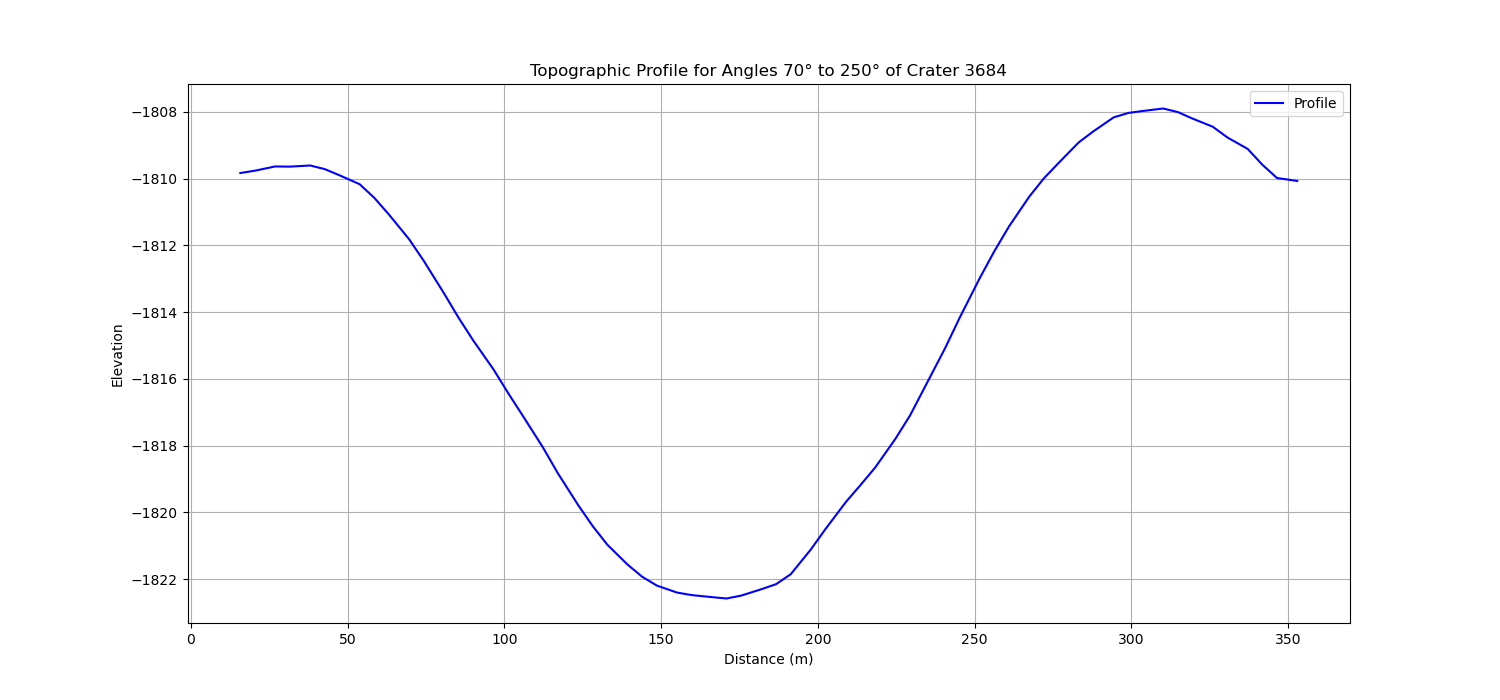 Topographic Profile for Angles 70° to 250° of Crater 3684
Profile
−1808
−1810
−1812
−1814
−1816
−1818
−1820
−1822
Elevation
0 50 100 150 200 250 300 350
Distance (m)